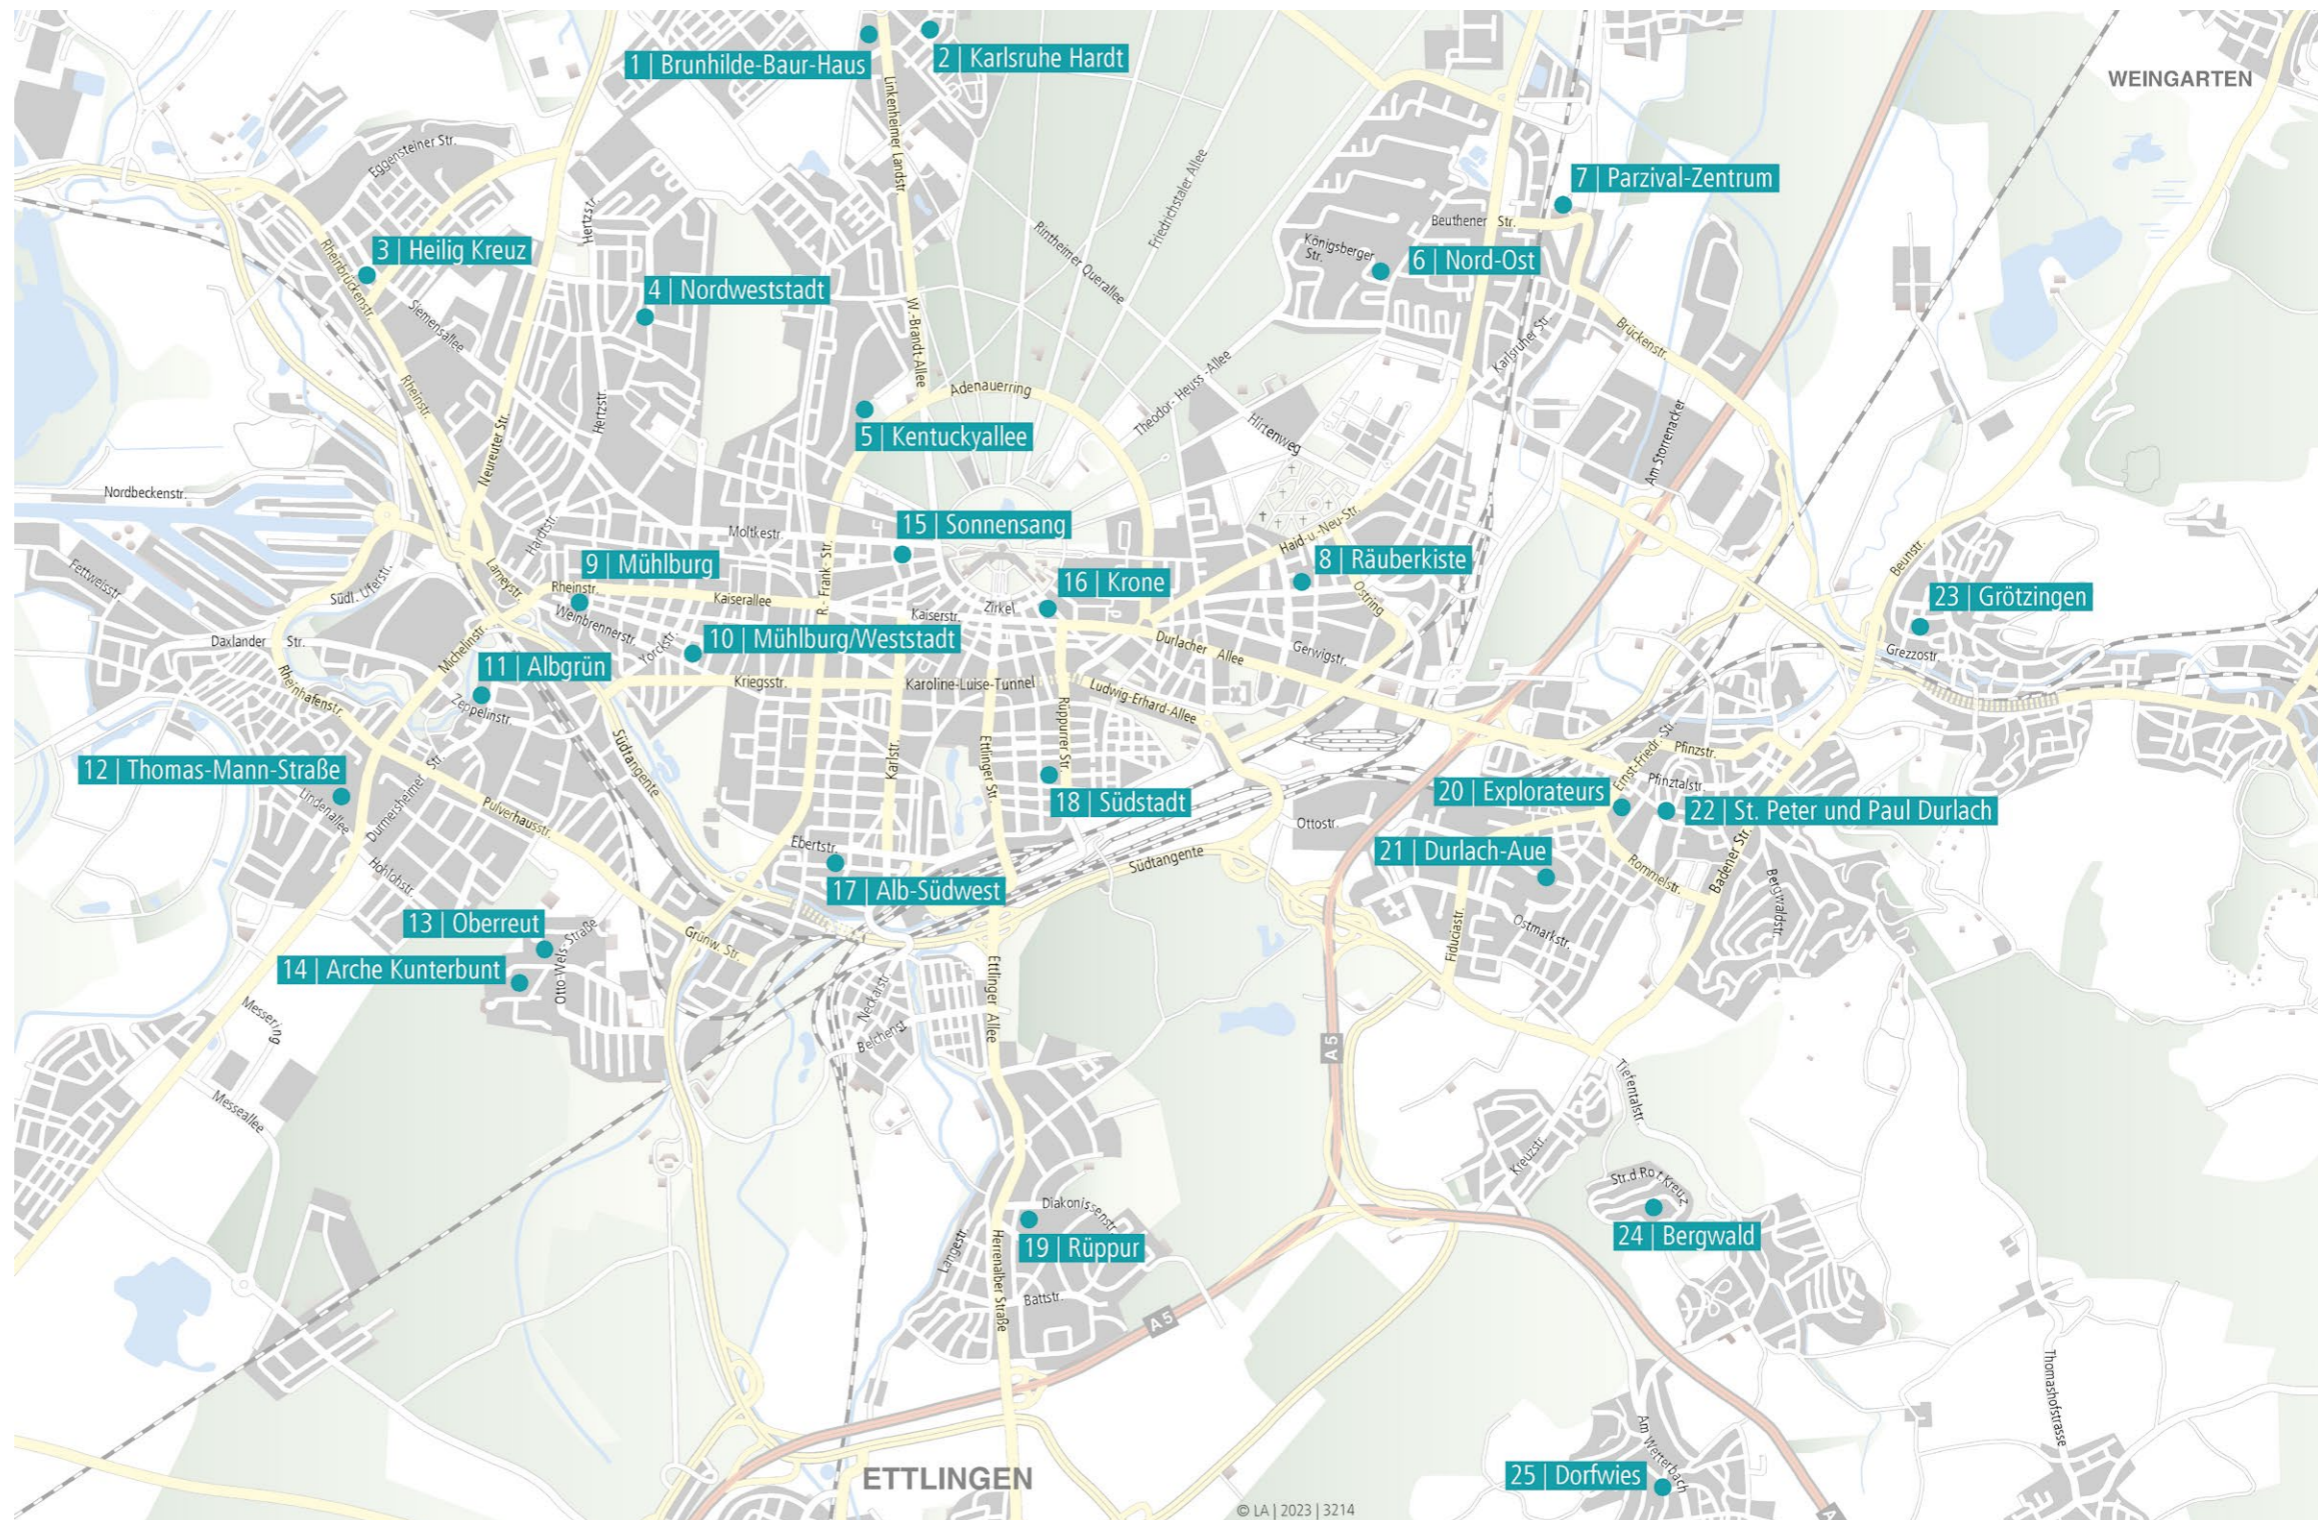 1 | Brunhilde-Baur-Haus
2 | Karlsruhe Hardt
WEINGARTEN
Linkenheimer Landstr
Eggensteiner Str.
Friedrichstaler Allee
7 | Parzival-Zentrum
Hertzstr.
Beuthener Str.
Rintheimer Querallee
Königsberger
Str.
3 | Heilig Kreuz
Rheinbrückenstr.
6 | Nord-Ost
4 | Nordweststadt
Siemensallee
W.-Brandt-Allee
Karlsruher Str.
Brückenstr.
Rheinstr.
Hertzstr.
Adenauerring
Theodor-Heuss-Allee
5 | Kentuckyallee
Hirtenweg
Am Storrenacker
Neureuter Str.
Nordbeckenstr.
15 | Sonnensang
Moltkestr.
Hardtstr.
Haid-u.-Neu-Str.
Beunstr.
9 | Mühlburg
8 | Räuberkiste
Fettweisstr.
Südl. Uferstr.
Lameystr.
Rheinstr.
Kaiserallee
R.-Frank-Str.
16 | Krone
Ostring
23 | Grötzingen
Kaiserstr.
Zirkel
Weinbrennerstr.
Yorckstr.
10 | Mühlburg/Weststadt
Daxlander Str.
Michelinstr.
Durlacher Allee
Gerwigstr.
Grezzostr.
11 | Albgrün
Kriegsstr.
Karoline-Luise-Tunnel
Ludwig-Erhard-Allee
Rheinhafenstr.
Zeppelinstr.
Rüppurrer Str.
Südtangente
Karlstr.
Ettlinger Str.
Ernst-Friedr. Str
Pfinzstr.
12 | Thomas-Mann-Straße
Durmersheimer Str.
Pfinztalstr.
Lindenallee
Pulverhausstr.
18 | Südstadt
20 | Explorateurs
22 | St. Peter und Paul Durlach
Ottostr.
Ebertstr.
Südtangente
21 | Durlach-Aue
Hohlohstr.
17 | Alb-Südwest
Rommelstr.
Badener Str.
Bergwaldstr.
13 | Oberreut
Otto-Wels-Straße
Grünw. Str.
Fiduciastr.
Ostmarkstr.
14 | Arche Kunterbunt
Ettlinger Allee
Neckarstr
Belchenst
Messering
A 5
Messeallee
Tiefentalstr.
Kreuzstr.
Str.d.Rot.Kreuz
Diakonissenstr
24 | Bergwald
19 | Rüppur
Langestr.
Herrenalber Straße
Battstr.
A 5
Thomashofstrasse
Am Wetterbach
25 | Dorfwies
ETTLINGEN
© LA | 2023 | 3214